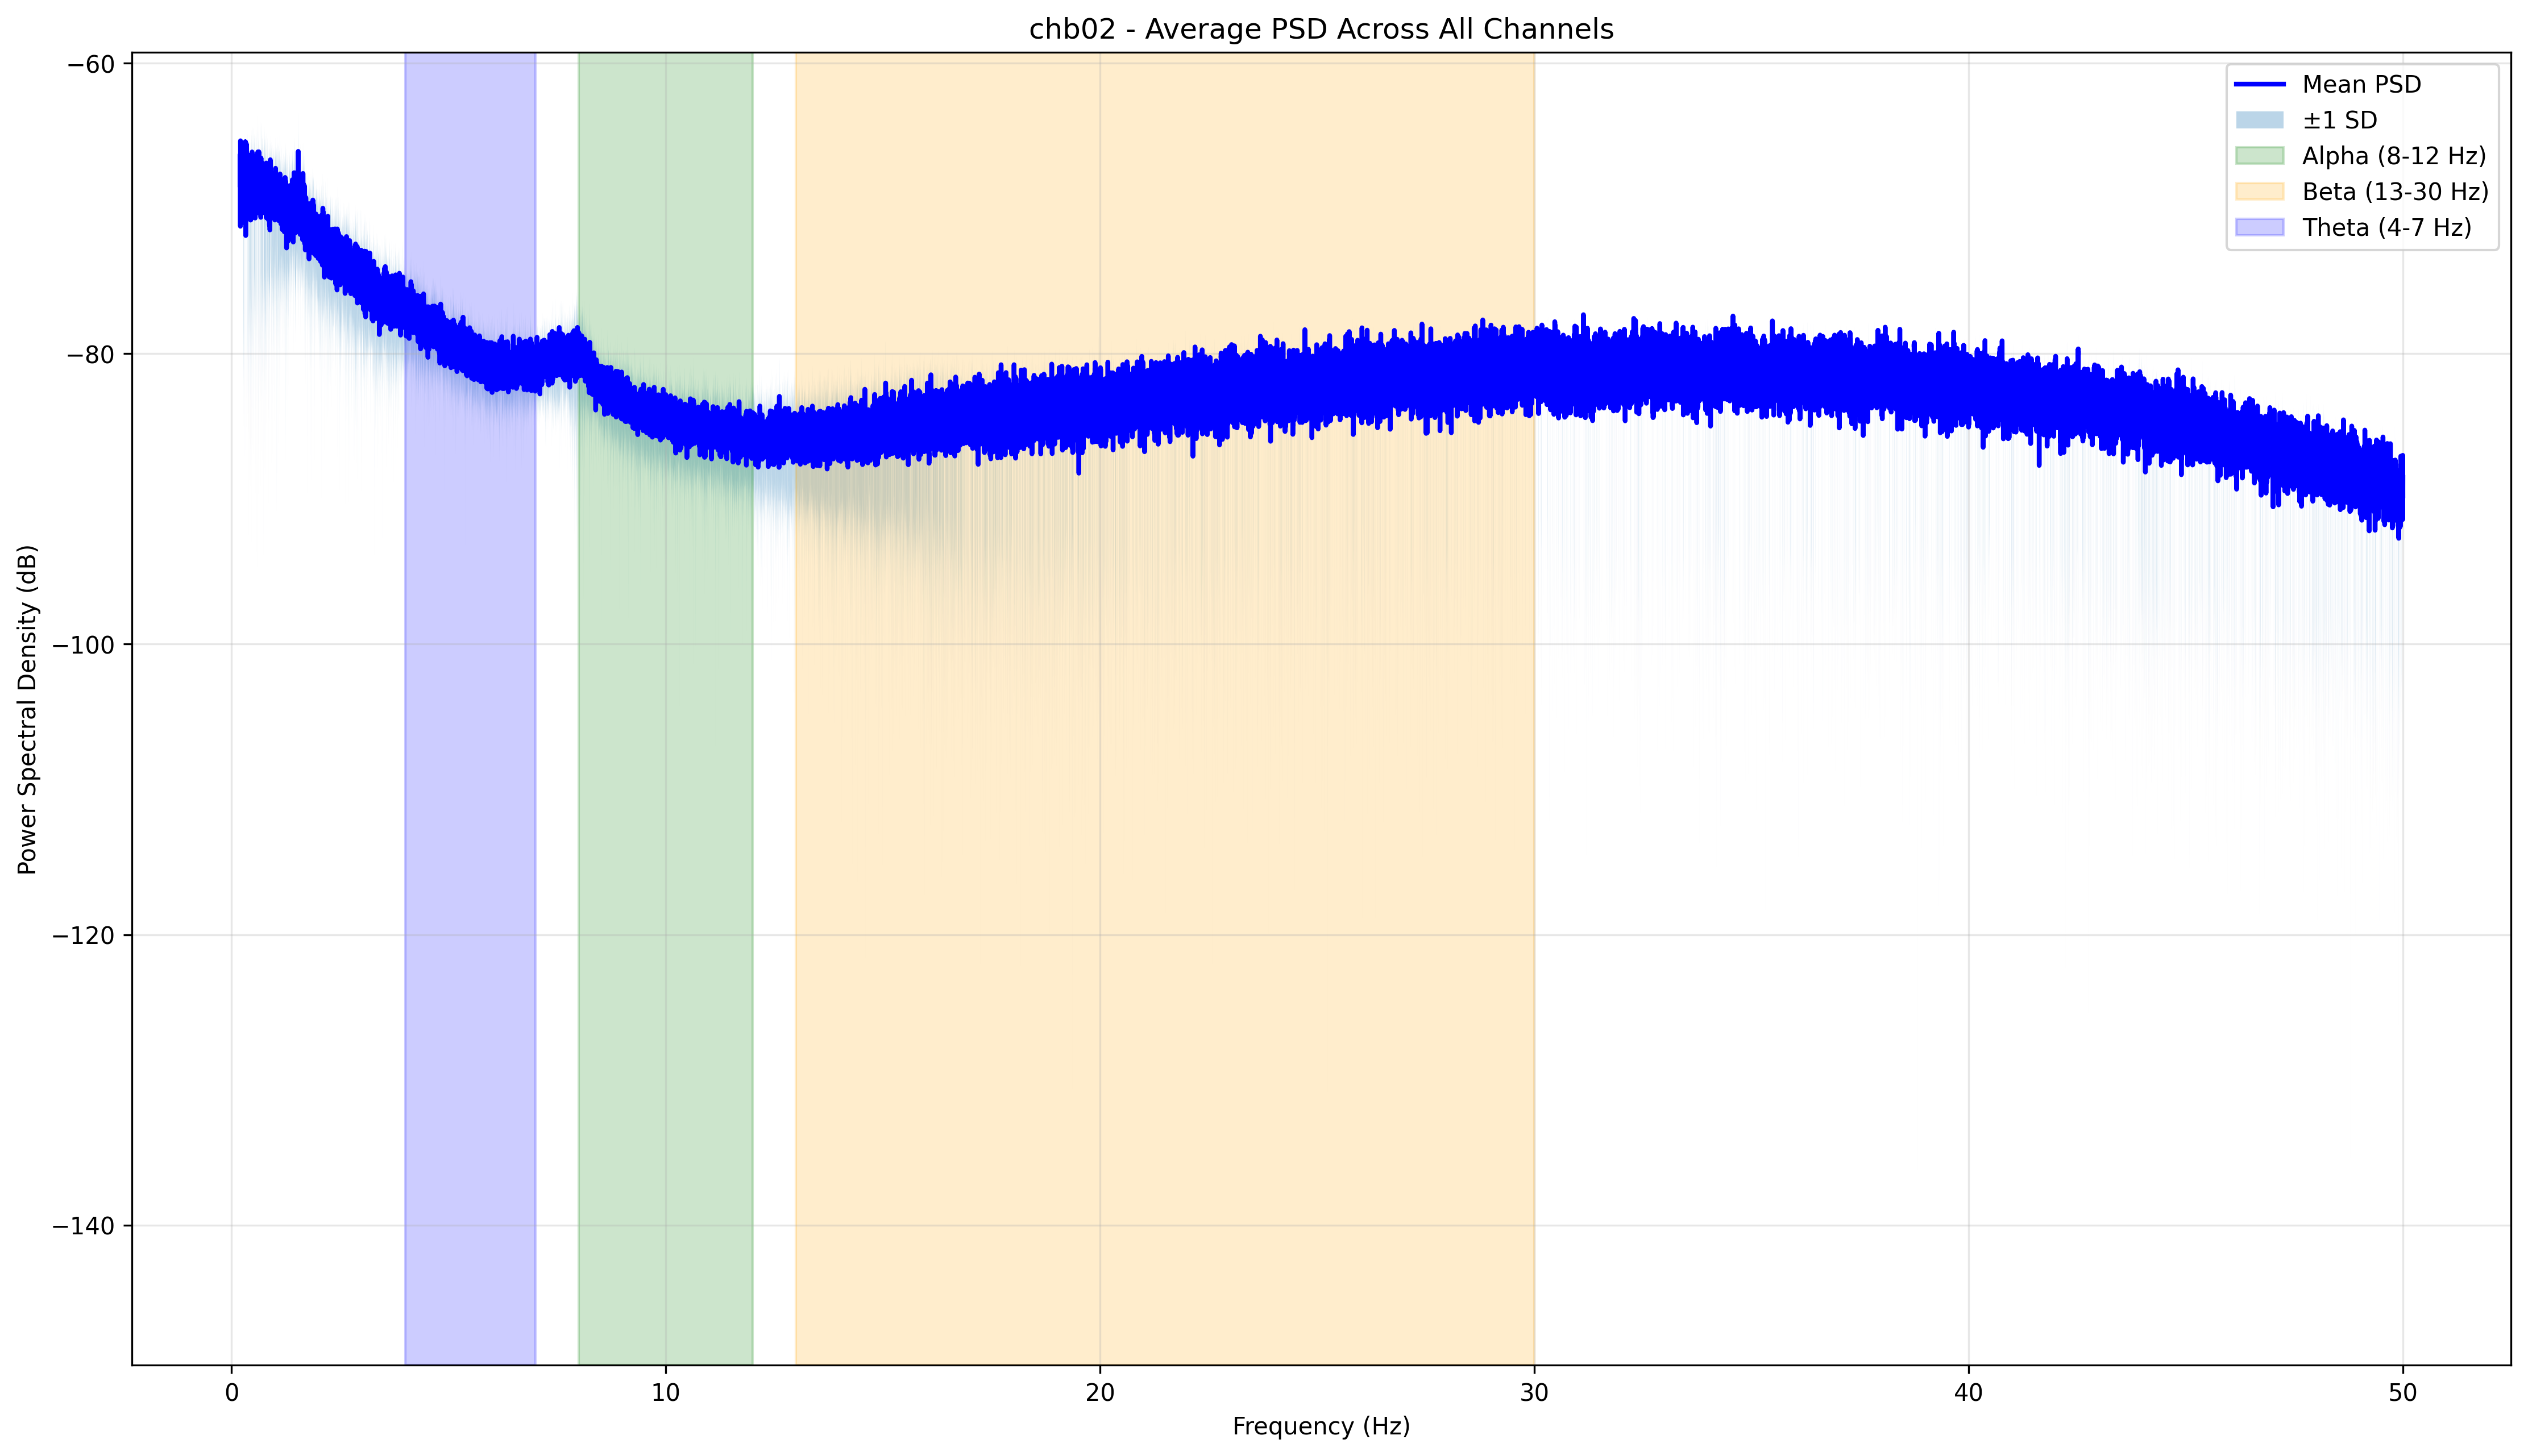 chb02 - Average PSD Across All Channels
Mean PSD
±1 SD
Alpha (8-12 Hz)
Beta (13-30 Hz)
Theta (4-7 Hz)
Power Spectral Density (dB)
−60
−80
−100
−120
−140
0
10
20
30
40
50
Frequency (Hz)